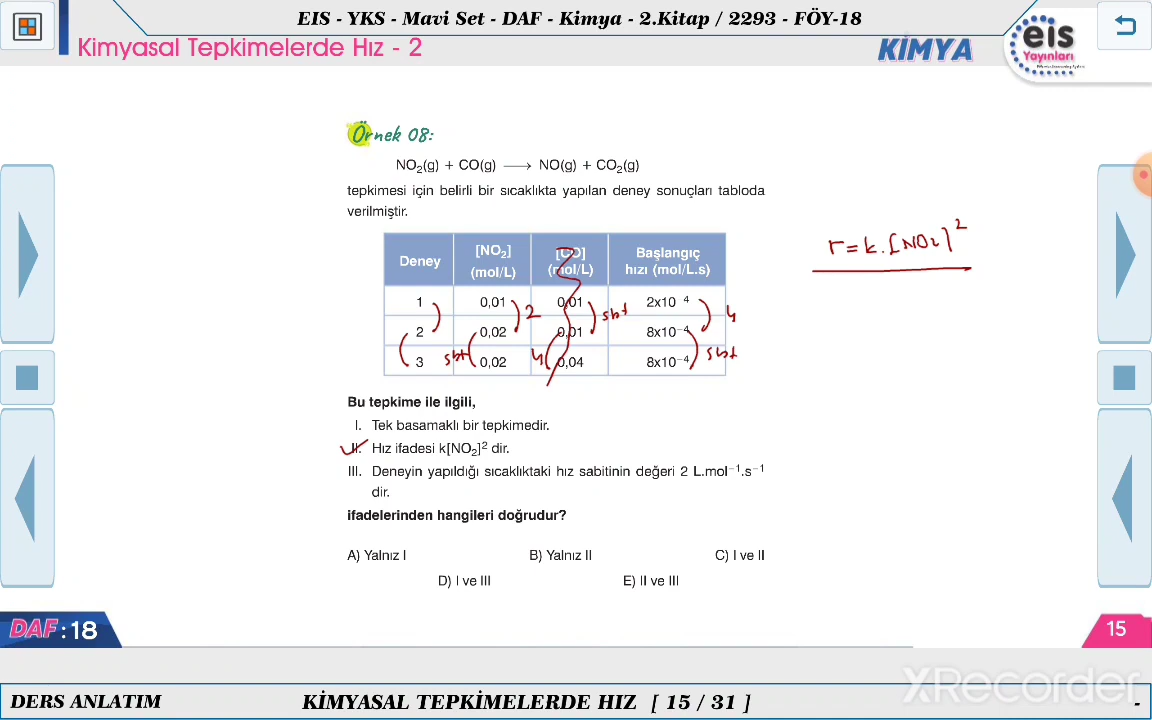 EIS - YKS - Mavi Set - DAF - Kimya - 2.Kitap / 2293 - FÖY-18
Kimyasal Tepkimelerde Hız - 2
KİMYA
eis
Yayınları
Örnek 08:
NO₂(g) + CO(g) ⟶ NO(g) + CO₂(g)
tepkimesi için belirli bir sıcaklıkta yapılan deney sonuçları tabloda
verilmiştir.
Deney [NO₂] (mol/L) [CO] (mol/L) Başlangıç hızı (mol/L.s)
1 0,01 0,01 2x10⁻⁴
2 0,02 0,01 8x10⁻⁴
3 0,02 0,04 8x10⁻⁴
2 sbt 4
sbt 4 sbt
r = k.[NO₂]²
Bu tepkime ile ilgili,
I. Tek basamaklı bir tepkimedir.
II. Hız ifadesi k[NO₂]² dir.
III. Deneyin yapıldığı sıcaklıktaki hız sabitinin değeri 2 L.mol⁻¹.s⁻¹
dir.
ifadelerinden hangileri doğrudur?
A) Yalnız I B) Yalnız II C) I ve II
D) I ve III E) II ve III
DAF : 18
15
XRecorder
DERS ANLATIM KİMYASAL TEPKİMELERDE HIZ [ 15 / 31 ] -